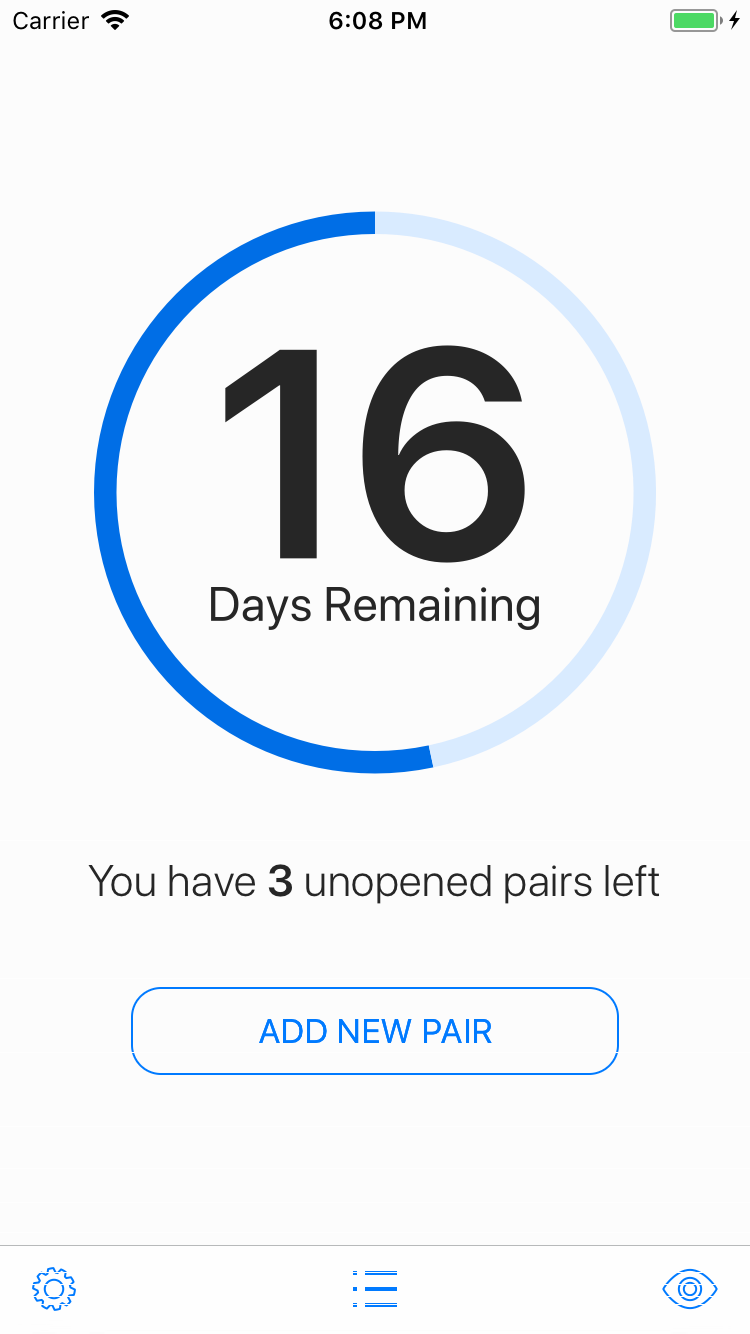 Carrier 6:08 PM
16
Days Remaining
You have 3 unopened pairs left
ADD NEW PAIR